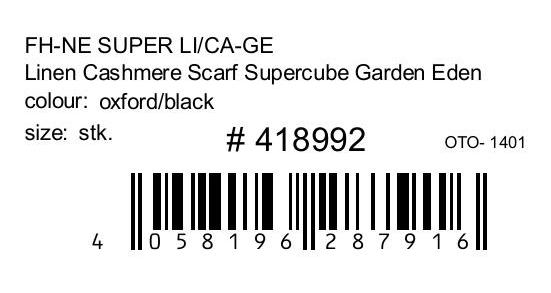 FH-NE SUPER LI/CA-GE
Linen Cashmere Scarf Supercube Garden Eden
colour: oxford/black
size: stk.
# 418992
OTO- 1401
4 058196 287916